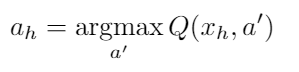 a_h = argmax_{a'} Q(x_h, a')